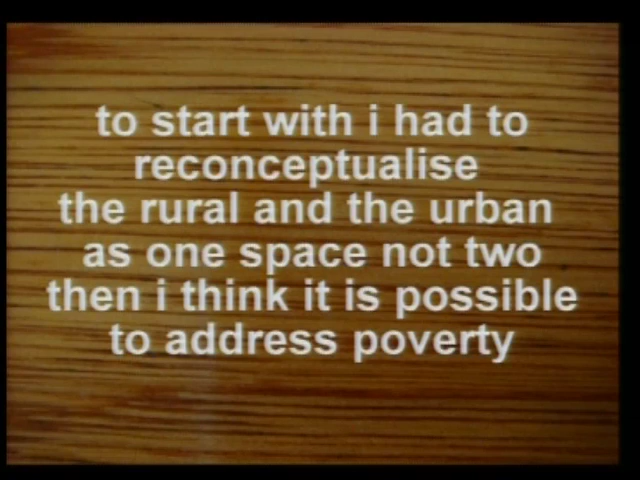 to start with i had to
reconceptualise
the rural and the urban
as one space not two
then i think it is possible
to address poverty